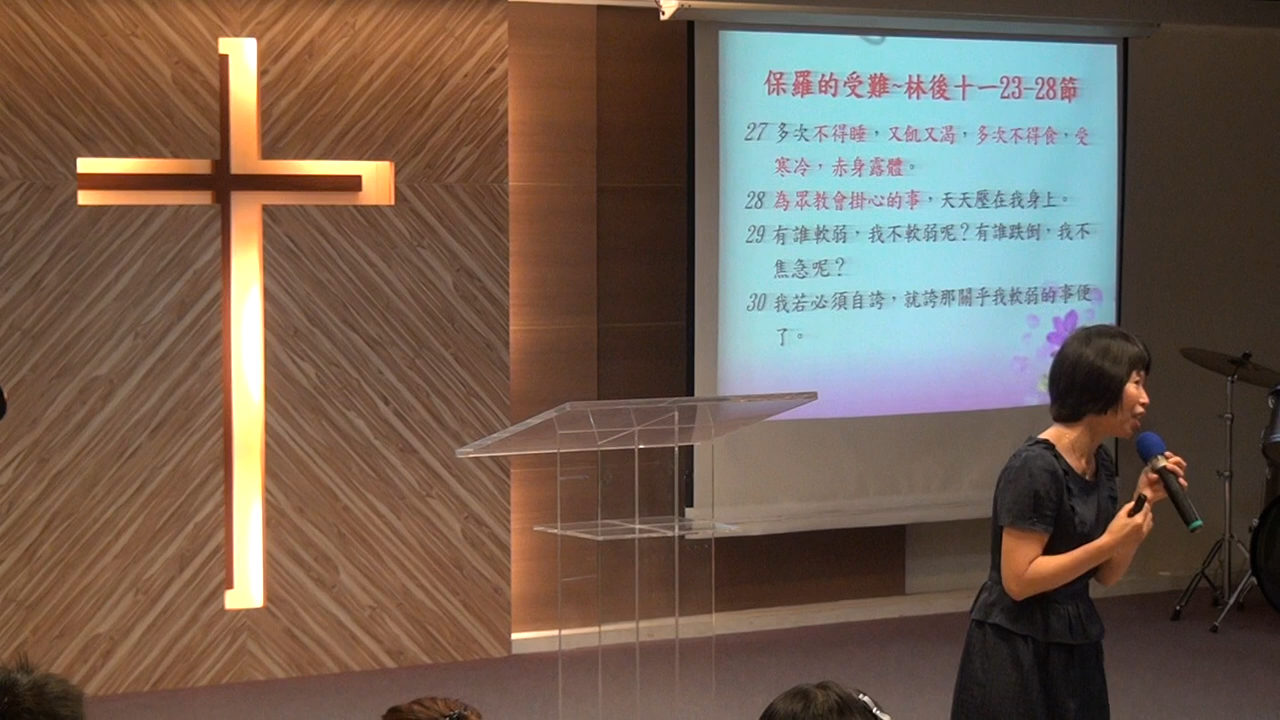 保羅的受難~林後十一23-28節
27 多次不得睡，又飢又渴，多次不得食，受
寒冷，赤身露體。
28 為眾教會掛心的事，天天壓在我身上。
29 有誰軟弱，我不軟弱呢？有誰跌倒，我不
焦急呢？
30 我若必須自誇，就誇那關乎我軟弱的事便
了。